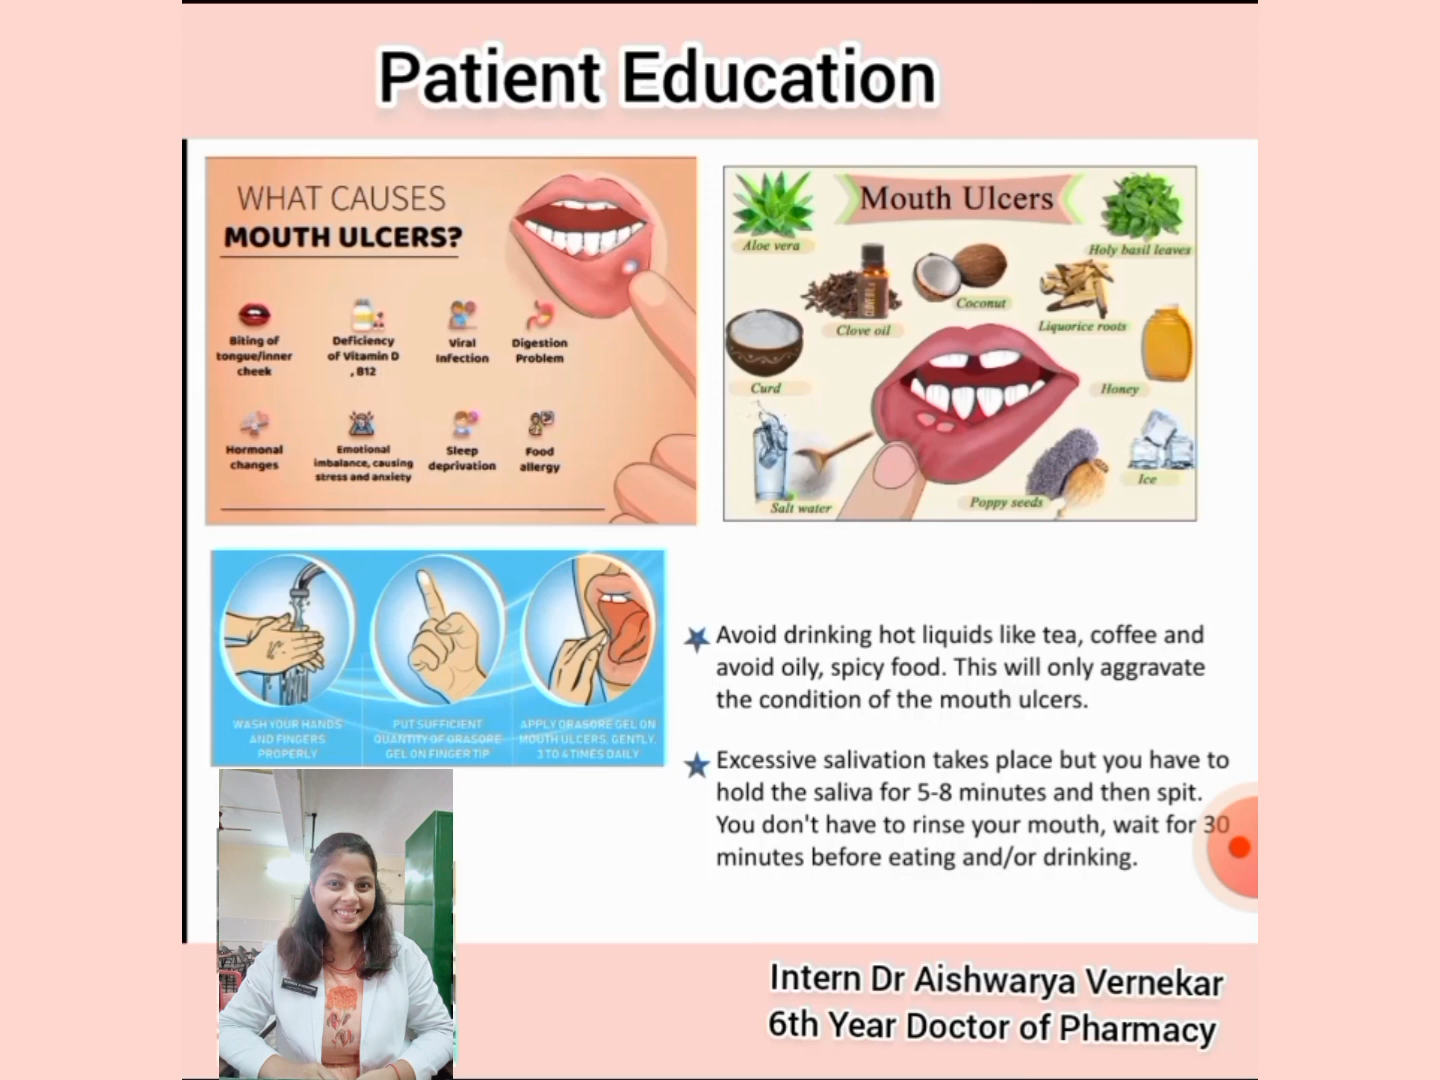 Patient Education
WHAT CAUSES
MOUTH ULCERS?
Biting of
tongue/inner
cheek
Deficiency
of Vitamin D
, B12
Viral
Infection
Digestion
Problem
Hormonal
changes
Emotional
imbalance, causing
stress and anxiety
Sleep
deprivation
Food
allergy
Mouth Ulcers
Aloe vera
Holy basil leaves
Clove oil
CLOVE OIL
Coconut
Liquorice roots
Curd
Honey
Salt water
Poppy seeds
Ice
WASH YOUR HANDS
AND FINGERS
PROPERLY
PUT SUFFICIENT
QUANTITY OF ORASORE
GEL ON FINGER TIP
APPLY ORASORE GEL ON
MOUTH ULCERS, GENTLY,
3 TO 4 TIMES DAILY
Avoid drinking hot liquids like tea, coffee and
avoid oily, spicy food. This will only aggravate
the condition of the mouth ulcers.
Excessive salivation takes place but you have to
hold the saliva for 5-8 minutes and then spit.
You don't have to rinse your mouth, wait for 30
minutes before eating and/or drinking.
Intern Dr Aishwarya Vernekar
6th Year Doctor of Pharmacy